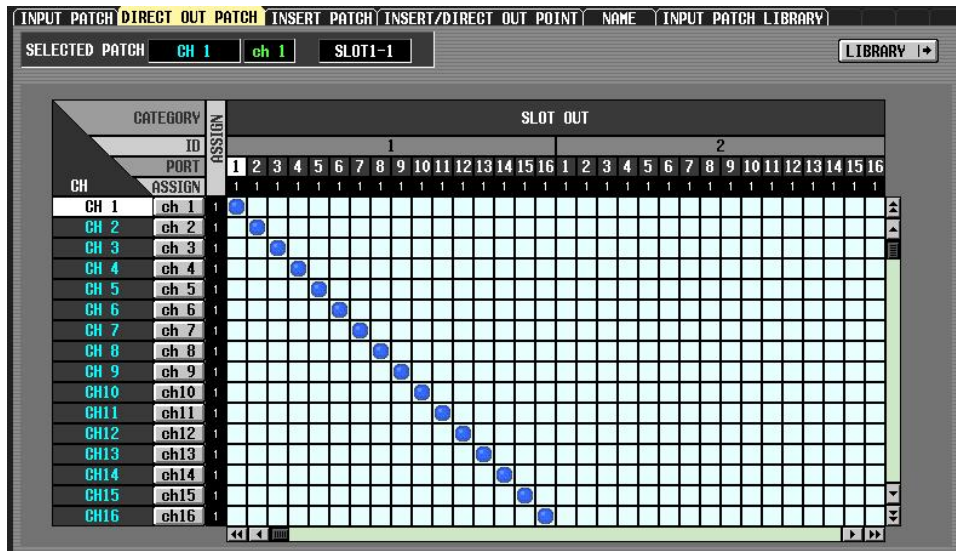 INPUT PATCH DIRECT OUT PATCH INSERT PATCH INSERT/DIRECT OUT POINT NAME INPUT PATCH LIBRARY
SELECTED PATCH CH 1 ch 1 SLOT1-1 LIBRARY
CATEGORY ASSIGN SLOT OUT
ID 1 2
PORT 1 2 3 4 5 6 7 8 9 10 11 12 13 14 15 16 1 2 3 4 5 6 7 8 9 10 11 12 13 14 15 16
CH ASSIGN 1 1 1 1 1 1 1 1 1 1 1 1 1 1 1 1 1 1 1 1 1 1 1 1 1 1 1 1 1 1 1 1
CH 1 ch 1 1
CH 2 ch 2 1
CH 3 ch 3 1
CH 4 ch 4 1
CH 5 ch 5 1
CH 6 ch 6 1
CH 7 ch 7 1
CH 8 ch 8 1
CH 9 ch 9 1
CH10 ch10 1
CH11 ch11 1
CH12 ch12 1
CH13 ch13 1
CH14 ch14 1
CH15 ch15 1
CH16 ch16 1